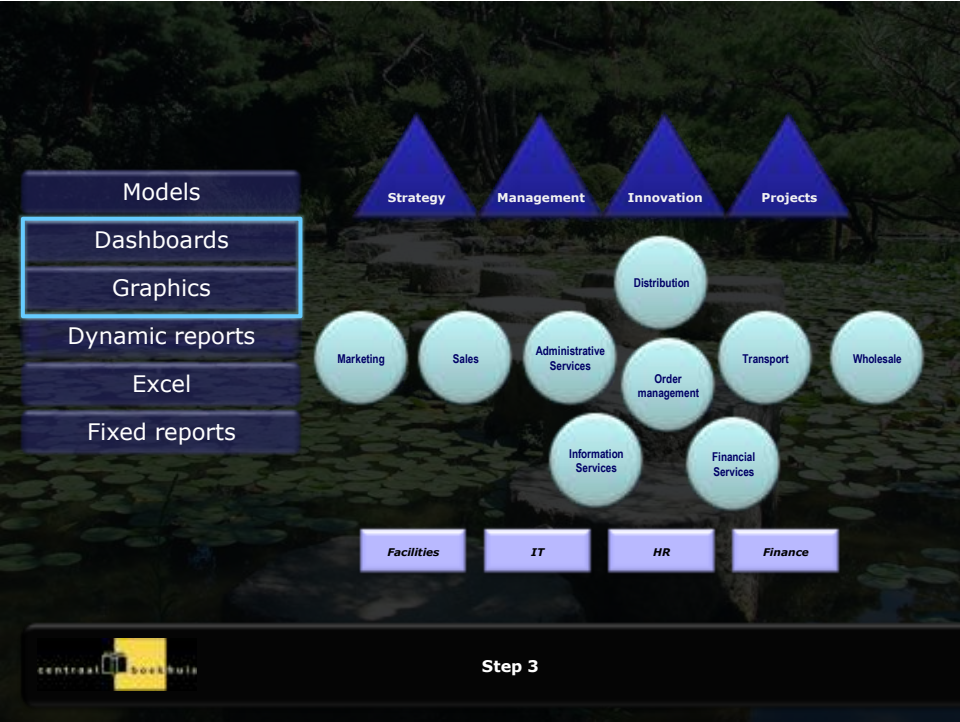 Models
Dashboards
Graphics
Dynamic reports
Excel
Fixed reports
Strategy
Management
Innovation
Projects
Distribution
Marketing
Sales
Administrative
Services
Order
management
Transport
Wholesale
Information
Services
Financial
Services
Facilities
IT
HR
Finance
centraal boekhuis
Step 3